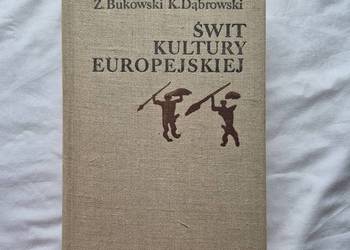 Z. Bukowski K. Dąbrowski
ŚWIT
KULTURY
EUROPEJSKIEJ